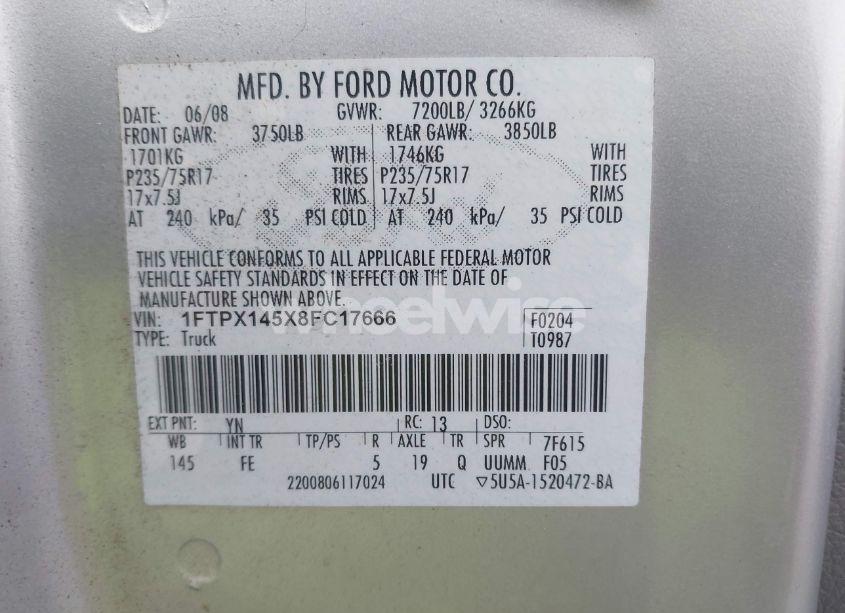 MFD. BY FORD MOTOR CO.
DATE: 06/08 GVWR: 7200LB/ 3266KG
FRONT GAWR: 3750LB REAR GAWR: 3850LB
1701KG WITH 1746KG WITH
P235/75R17 TIRES P235/75R17 TIRES
17x7.5J RIMS 17x7.5J RIMS
AT 240 kPa/ 35 PSI COLD AT 240 kPa/ 35 PSI COLD
THIS VEHICLE CONFORMS TO ALL APPLICABLE FEDERAL MOTOR
VEHICLE SAFETY STANDARDS IN EFFECT ON THE DATE OF
MANUFACTURE SHOWN ABOVE.
wheelwise
VIN: 1FTPX145X8FC17666 F0204
TYPE: Truck T0987
EXT PNT: YN RC: 13 DSO:
WB INT TR TP/PS R AXLE TR SPR 7F615
145 FE 5 19 Q UUMM F05
2200806117024 UTC ▽5U5A-1520472-BA